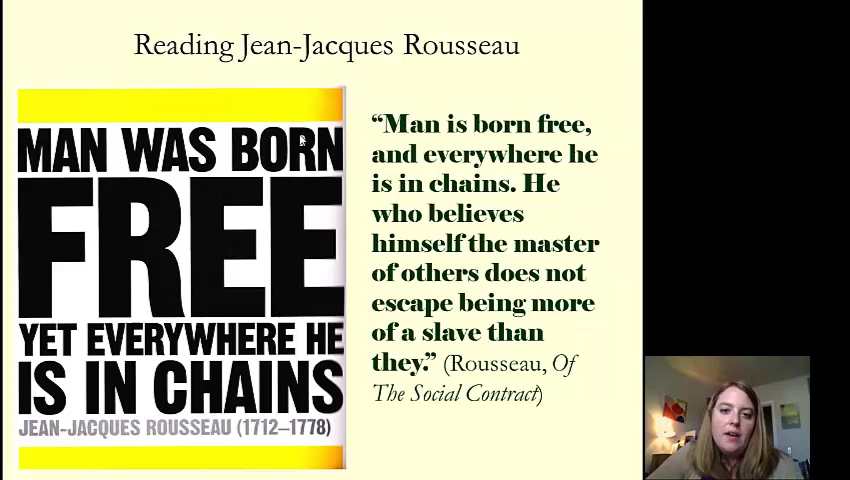 Reading Jean-Jacques Rousseau
MAN WAS BORN
FREE
YET EVERYWHERE HE
IS IN CHAINS
JEAN-JACQUES ROUSSEAU (1712–1778)
“Man is born free,
and everywhere he
is in chains. He
who believes
himself the master
of others does not
escape being more
of a slave than
they.” (Rousseau, Of
The Social Contract)